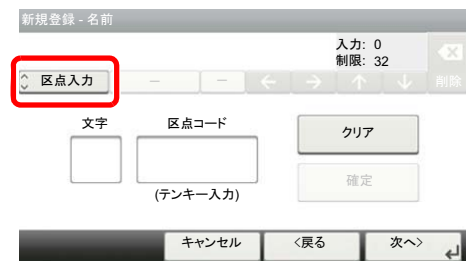 新規登録 - 名前
入力: 0
制限: 32
区点入力 － － ← → ↑ ↓ 削除
文字 区点コード
クリア
(テンキー入力)
確定
キャンセル <戻る 次へ>